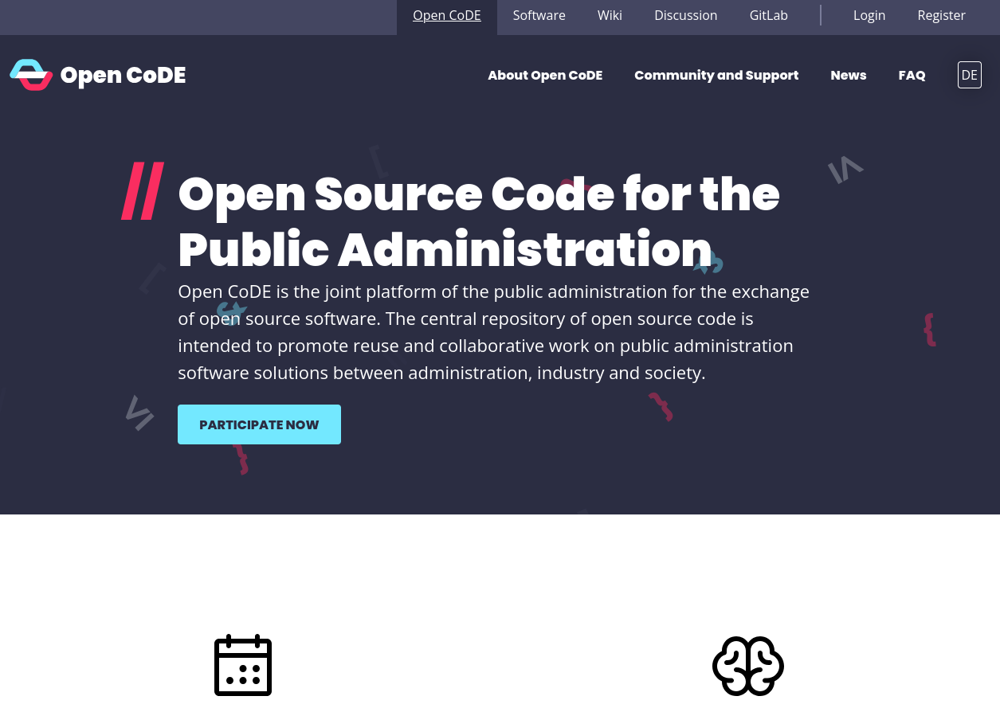 Open CoDE Software Wiki Discussion GitLab Login Register
Open CoDE About Open CoDE Community and Support News FAQ DE
// Open Source Code for the
Public Administration
Open CoDE is the joint platform of the public administration for the exchange
of open source software. The central repository of open source code is
intended to promote reuse and collaborative work on public administration
software solutions between administration, industry and society.
PARTICIPATE NOW